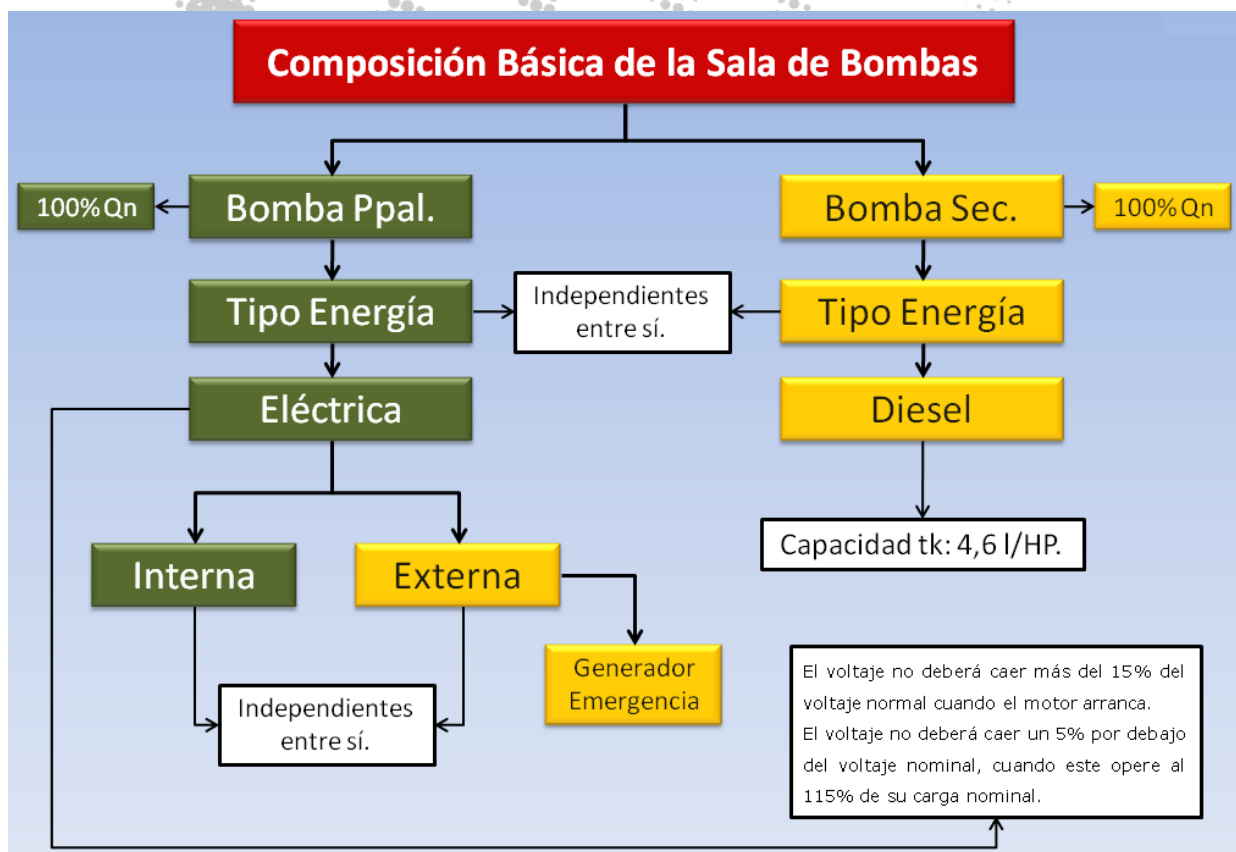 Composición Básica de la Sala de Bombas
100% Qn
Bomba Ppal.
Bomba Sec.
100% Qn
Tipo Energía
Independientes
entre sí.
Tipo Energía
Eléctrica
Diesel
Capacidad tk: 4,6 l/HP.
Interna
Externa
Generador
Emergencia
Independientes
entre sí.
El voltaje no deberá caer más del 15% del
voltaje normal cuando el motor arranca.
El voltaje no deberá caer un 5% por debajo
del voltaje nominal, cuando este opere al
115% de su carga nominal.